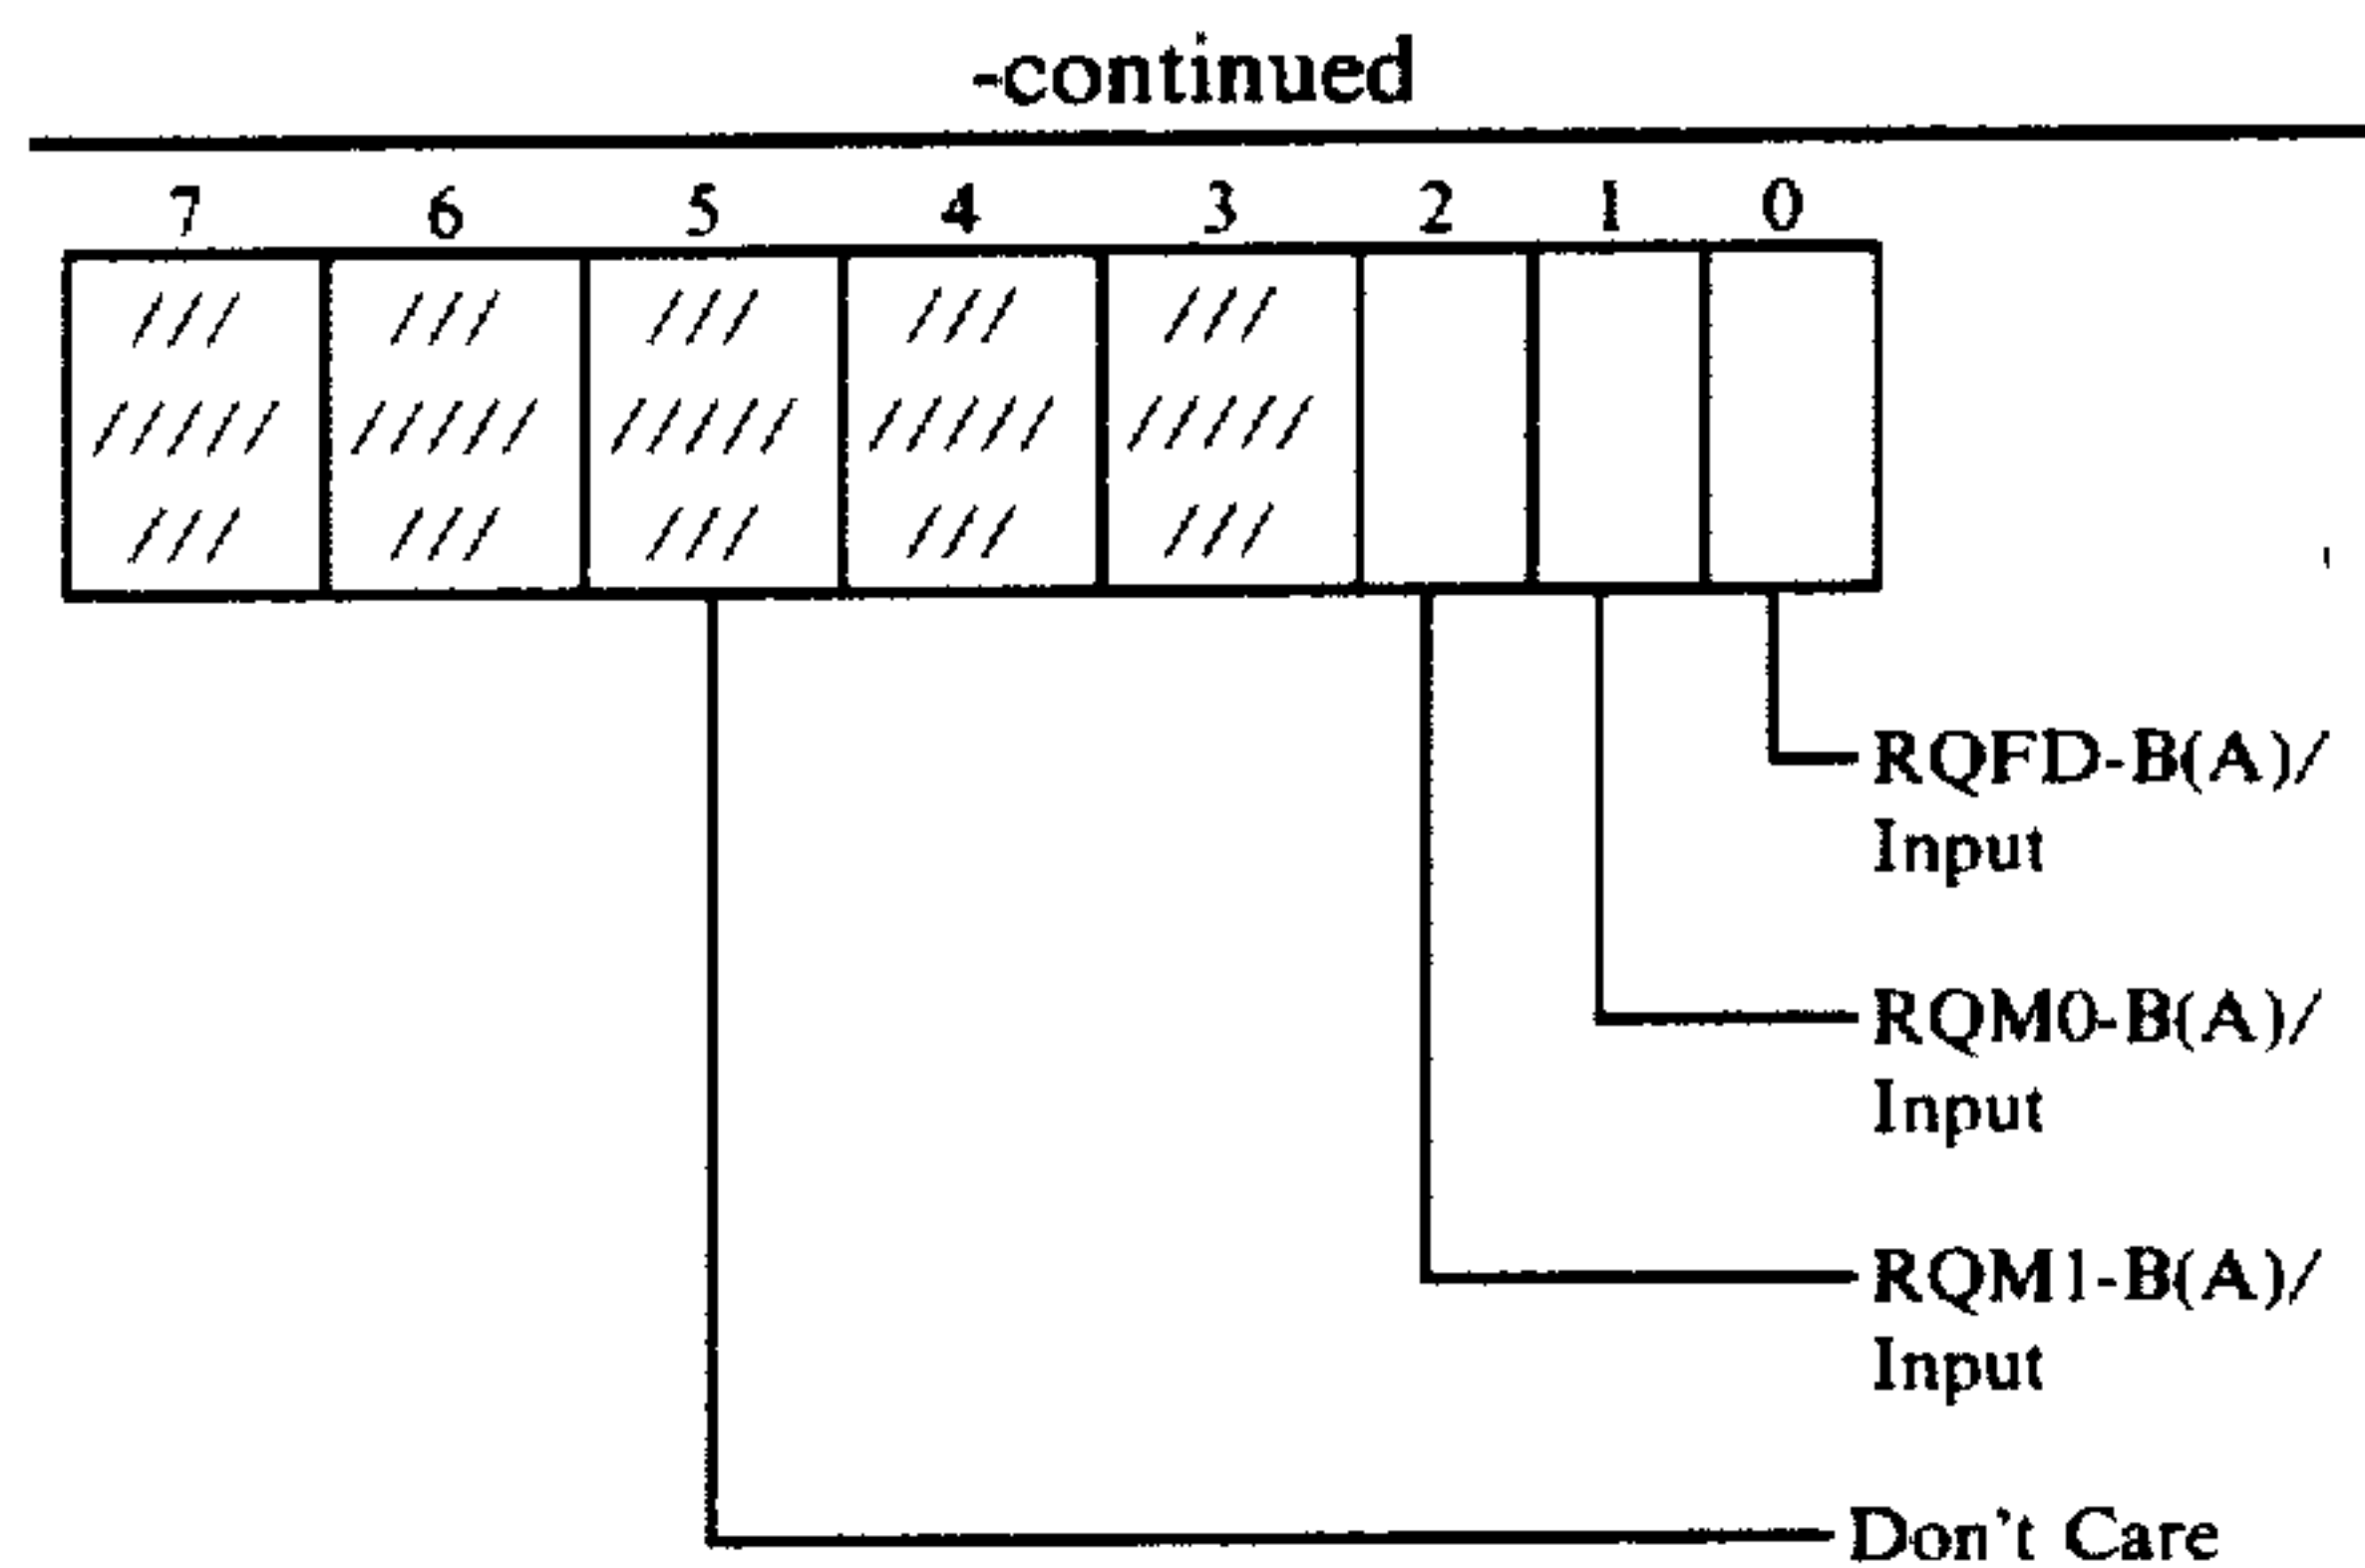 -continued
7 6 5 4 3 2 1 0
/// /// /// /// ///
///// ///// ///// ///// /////
/// /// /// /// ///
RQFD-B(A)/
Input
RQM0-B(A)/
Input
RQM1-B(A)/
Input
Don't Care